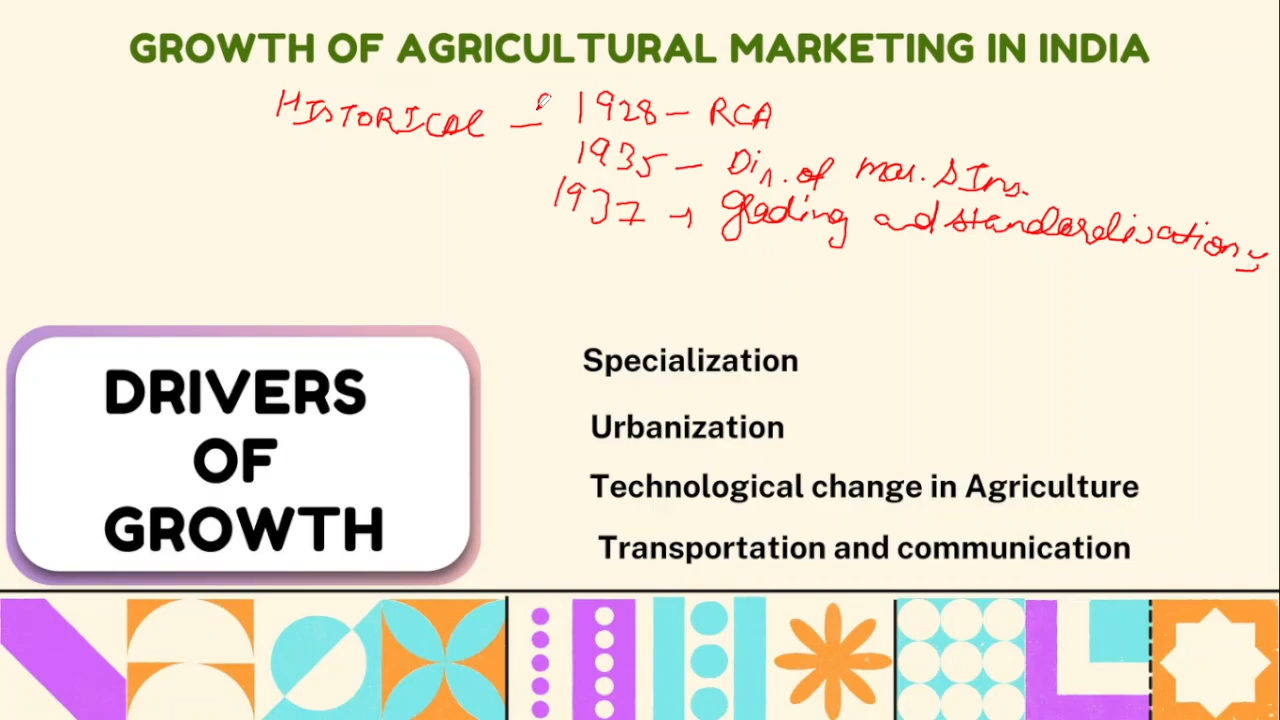 GROWTH OF AGRICULTURAL MARKETING IN INDIA
HISTORICAL - 1928 - RCA
1935 - Dir. of mar. & Ins.
1937 → Grading and standardisation
DRIVERS
OF
GROWTH
Specialization
Urbanization
Technological change in Agriculture
Transportation and communication